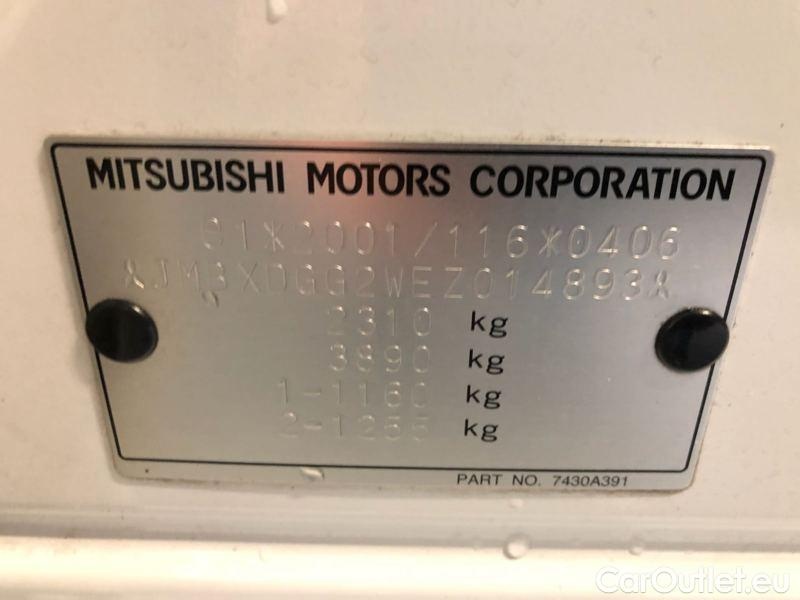 MITSUBISHI MOTORS CORPORATION
e1*2001/116*0406
JMBXDGG2WEZ014893
2310 kg
3890 kg
1-1160 kg
2-1255 kg
PART NO. 7430A391
CarOutlet.eu